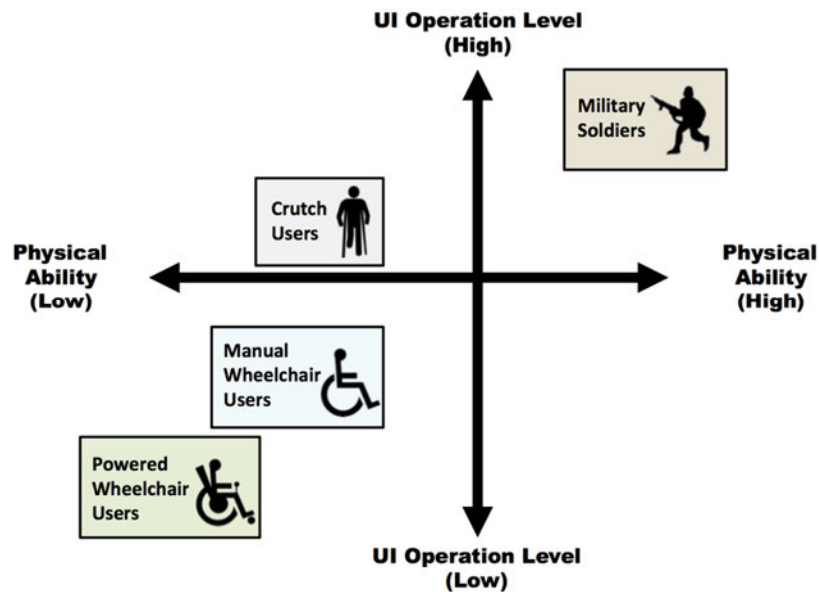 UI Operation Level
(High)
Military
Soldiers
Crutch
Users
Physical
Ability
(Low)
Physical
Ability
(High)
Manual
Wheelchair
Users
Powered
Wheelchair
Users
UI Operation Level
(Low)